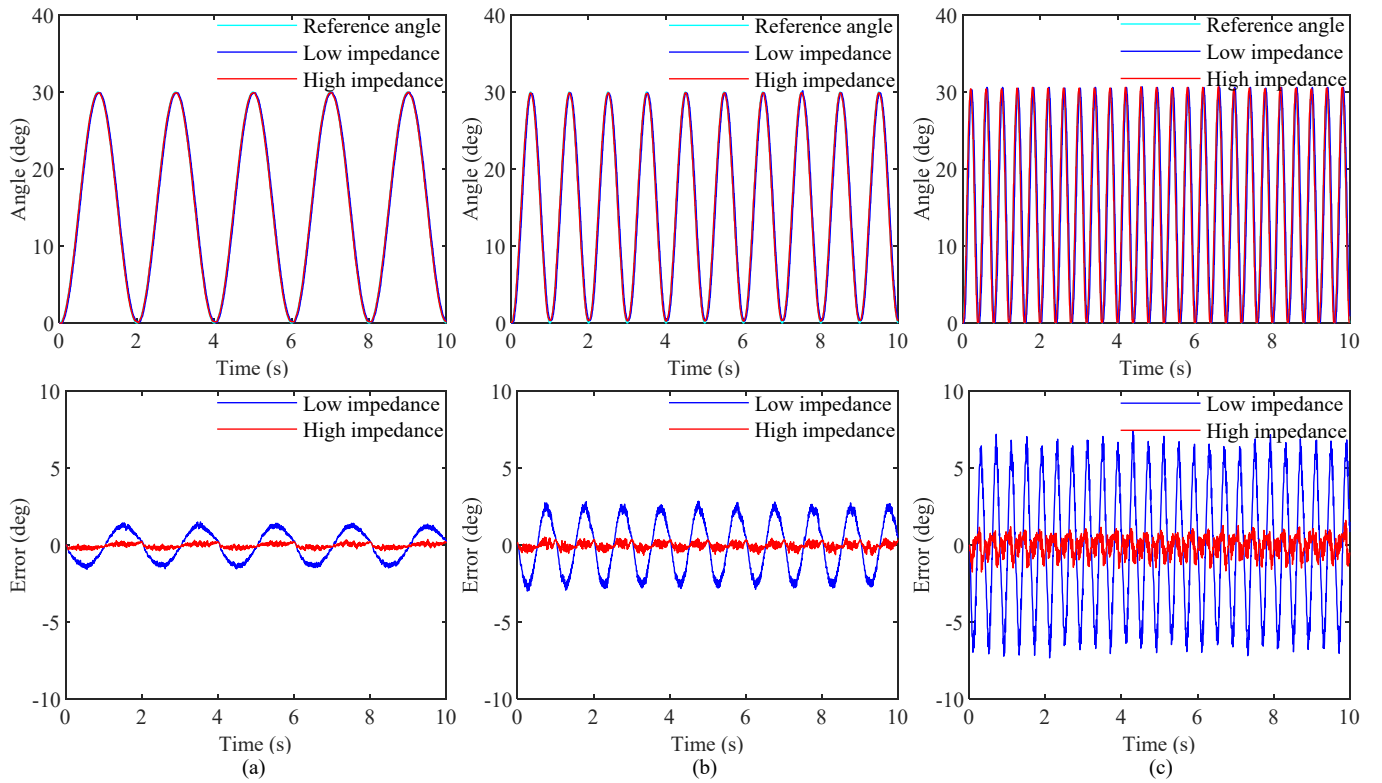 40
30
20
10
0
Angle (deg)
Reference angle
Low impedance
High impedance
0 2 4 6 8 10
Time (s)
40
30
20
10
0
Angle (deg)
Reference angle
Low impedance
High impedance
0 2 4 6 8 10
Time (s)
40
30
20
10
0
Angle (deg)
Reference angle
Low impedance
High impedance
0 2 4 6 8 10
Time (s)
10
5
0
-5
-10
Error (deg)
Low impedance
High impedance
0 2 4 6 8 10
Time (s)
(a)
10
5
0
-5
-10
Error (deg)
Low impedance
High impedance
0 2 4 6 8 10
Time (s)
(b)
10
5
0
-5
-10
Error (deg)
Low impedance
High impedance
0 2 4 6 8 10
Time (s)
(c)